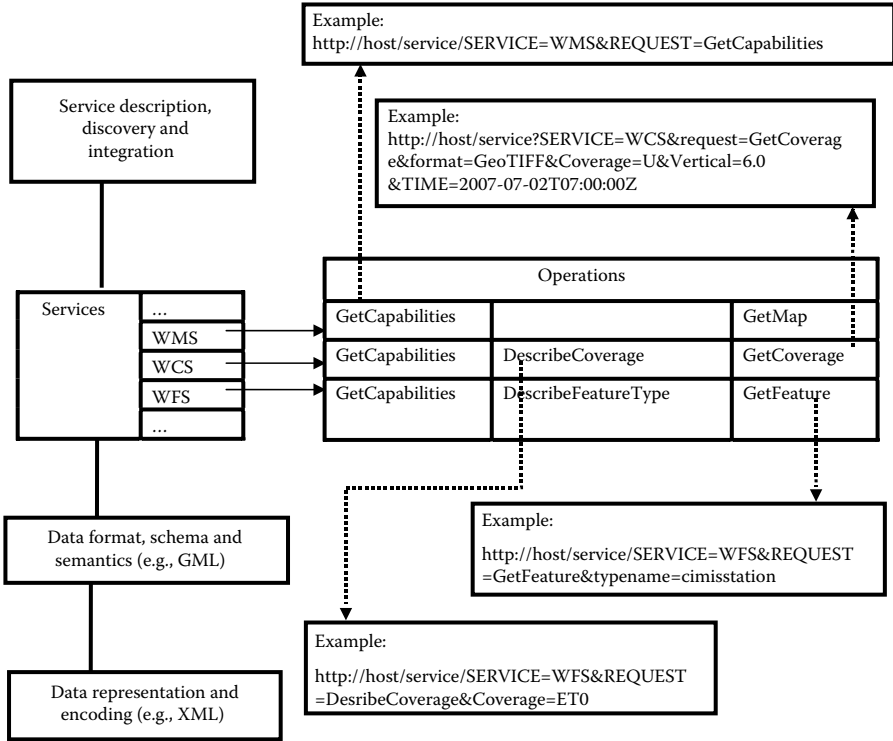 Example:
http://host/service/SERVICE=WMS&REQUEST=GetCapabilities
Service description,
discovery and
integration
Example:
http://host/service?SERVICE=WCS&request=GetCoverag
e&format=GeoTIFF&Coverage=U&Vertical=6.0
&TIME=2007-07-02T07:00:00Z
Operations
Services
...
WMS
WCS
WFS
...
GetCapabilities
GetMap
GetCapabilities
DescribeCoverage
GetCoverage
GetCapabilities
DescribeFeatureType
GetFeature
Data format, schema and
semantics (e.g., GML)
Example:
http://host/service/SERVICE=WFS&REQUEST
=GetFeature&typename=cimisstation
Example:
http://host/service/SERVICE=WFS&REQUEST
=DesribeCoverage&Coverage=ET0
Data representation and
encoding (e.g., XML)